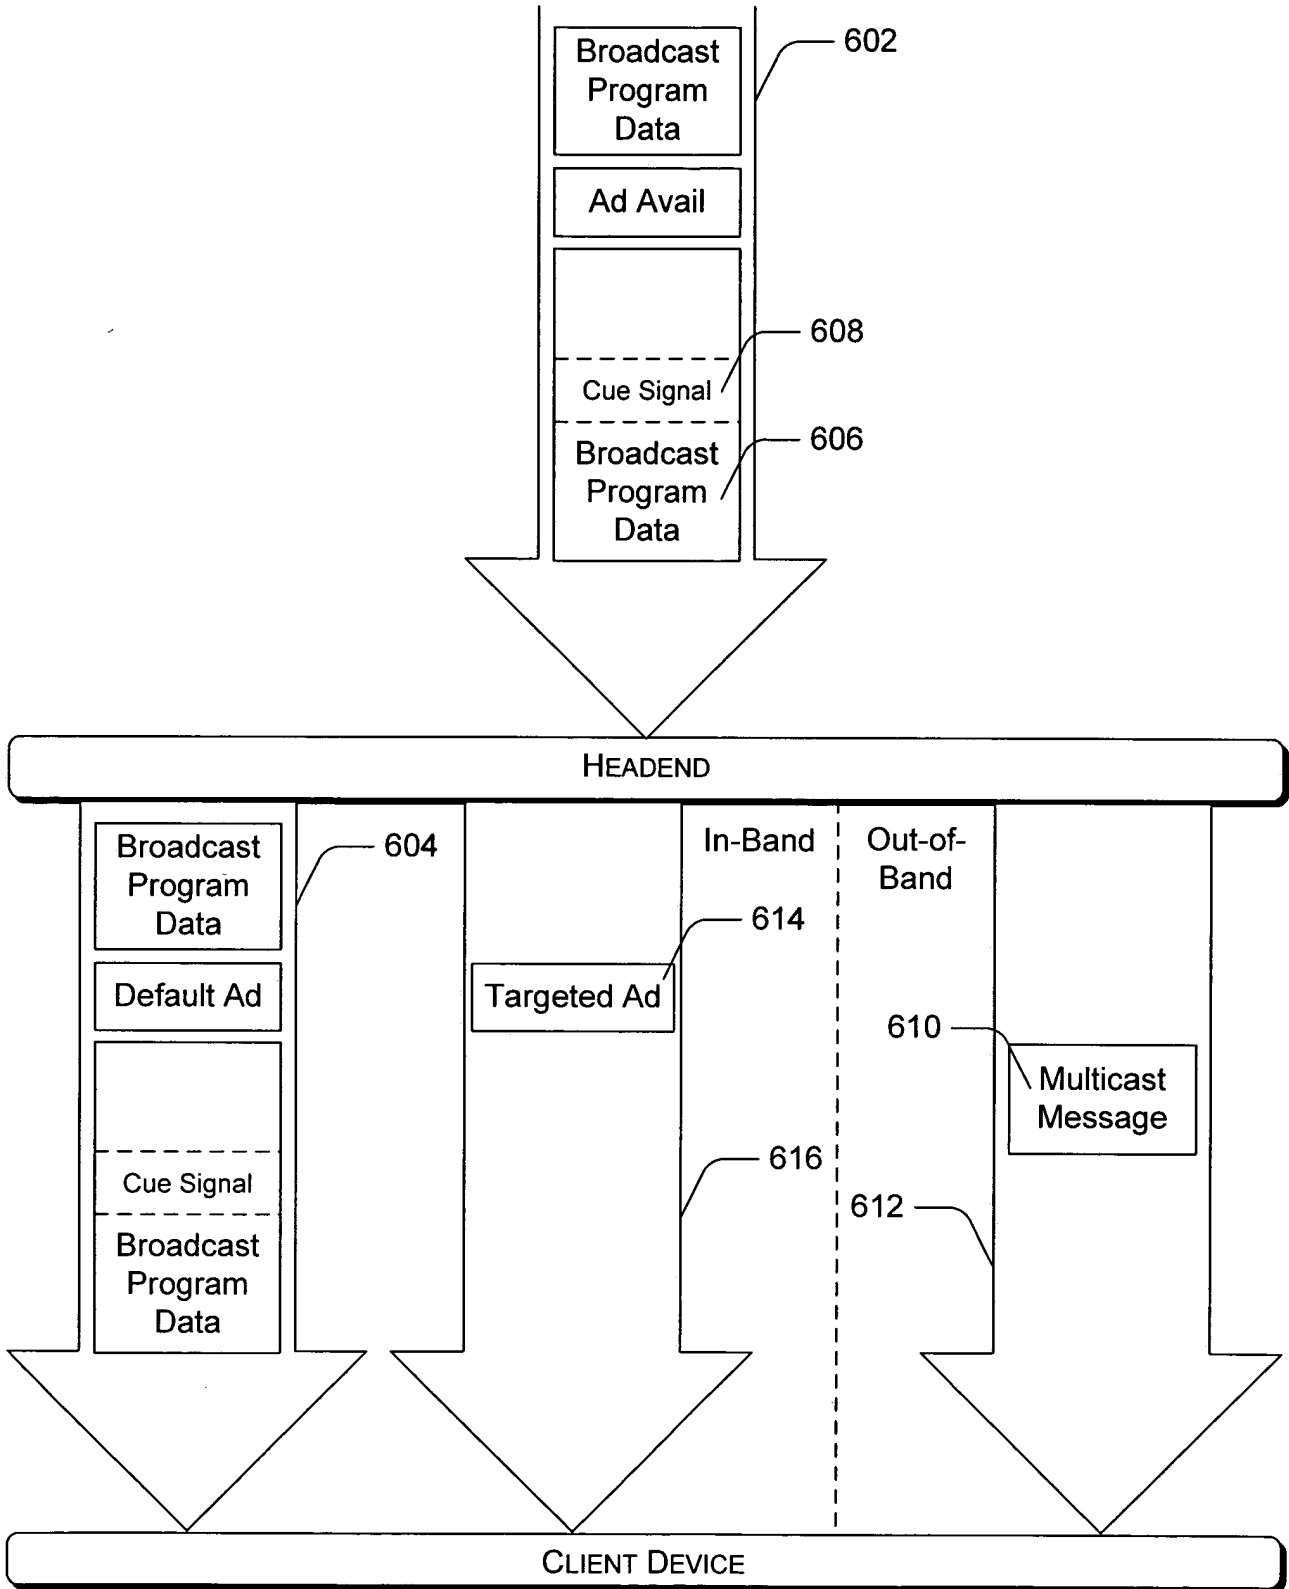 Broadcast
Program
Data
602
Ad Avail
608
Cue Signal
606
Broadcast
Program
Data
HEADEND
Broadcast
Program
Data
604
In-Band
Out-of-
Band
614
Default Ad
Targeted Ad
610
Multicast
Message
616
Cue Signal
612
Broadcast
Program
Data
CLIENT DEVICE